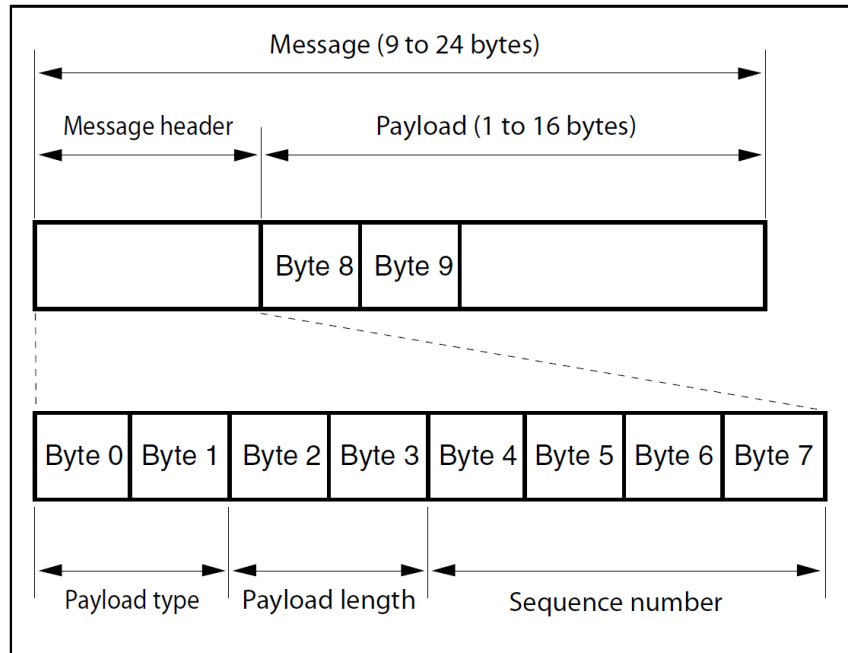 Message (9 to 24 bytes)
Message header Payload (1 to 16 bytes)
Byte 8 Byte 9
Byte 0 Byte 1 Byte 2 Byte 3 Byte 4 Byte 5 Byte 6 Byte 7
Payload type Payload length Sequence number